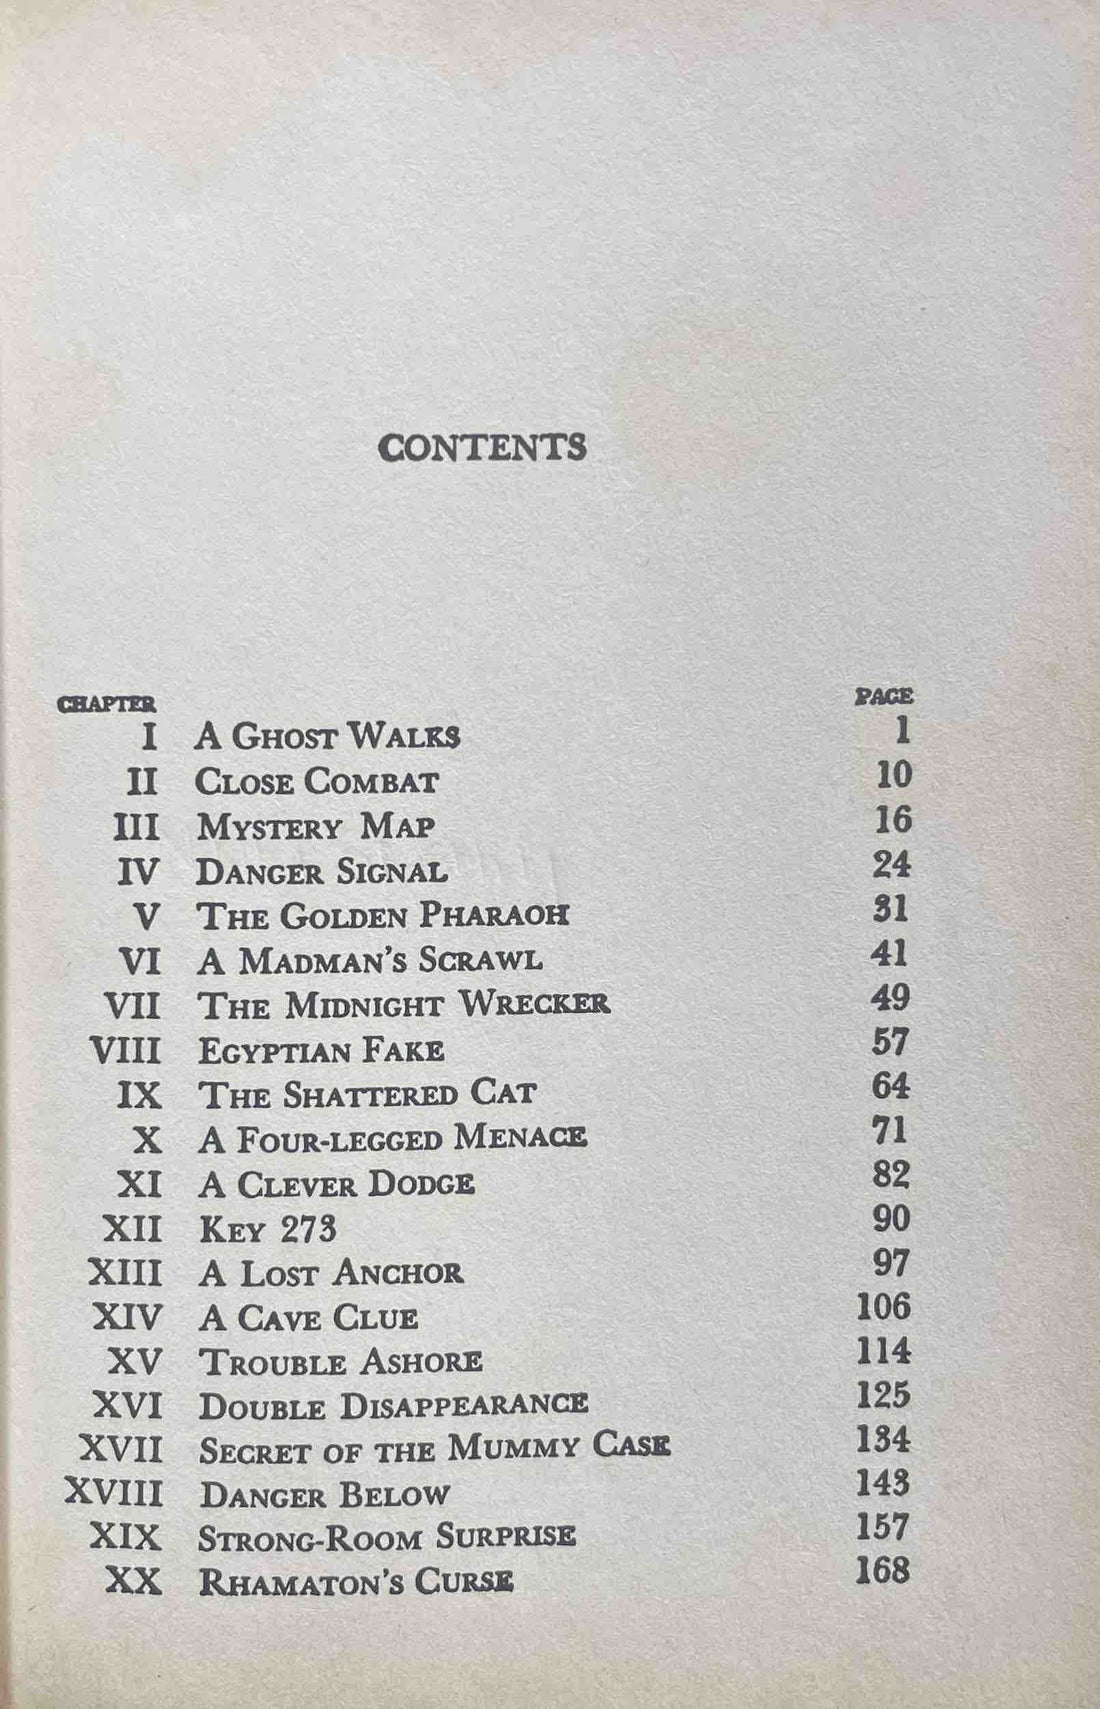 CONTENTS
CHAPTER PAGE
I A GHOST WALKS 1
II CLOSE COMBAT 10
III MYSTERY MAP 16
IV DANGER SIGNAL 24
V THE GOLDEN PHARAOH 31
VI A MADMAN'S SCRAWL 41
VII THE MIDNIGHT WRECKER 49
VIII EGYPTIAN FAKE 57
IX THE SHATTERED CAT 64
X A FOUR-LEGGED MENACE 71
XI A CLEVER DODGE 82
XII KEY 273 90
XIII A LOST ANCHOR 97
XIV A CAVE CLUE 106
XV TROUBLE ASHORE 114
XVI DOUBLE DISAPPEARANCE 125
XVII SECRET OF THE MUMMY CASE 134
XVIII DANGER BELOW 143
XIX STRONG-ROOM SURPRISE 157
XX RHAMATON'S CURSE 168